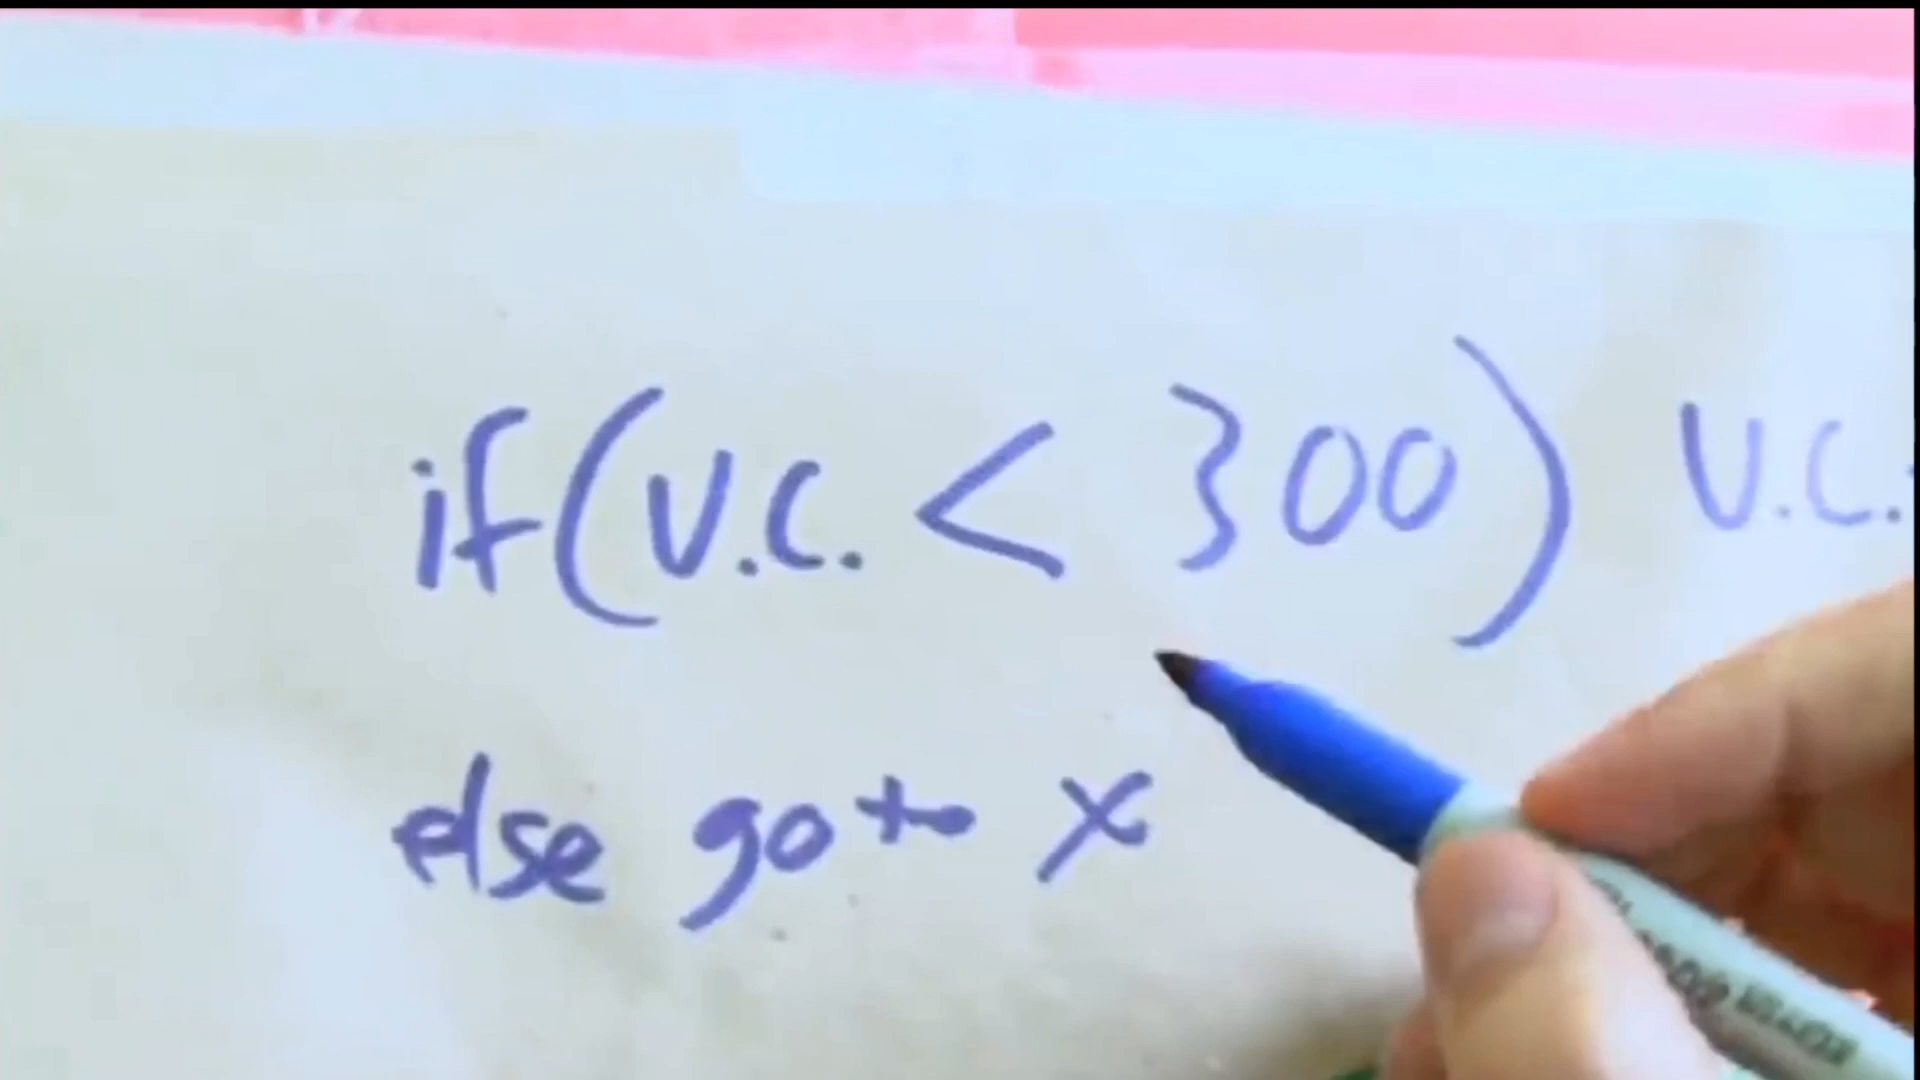 if(v.c. < 300) v.c.
else goto x